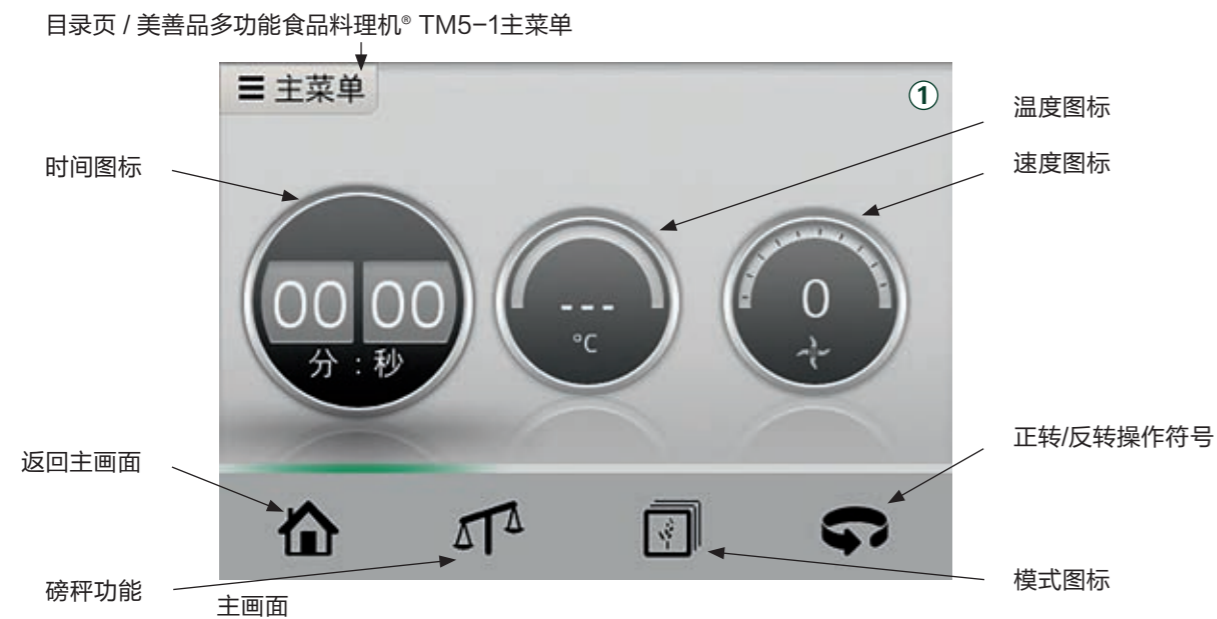 目录页 / 美善品多功能食品料理机® TM5-1主菜单
主菜单
①
温度图标
速度图标
时间图标
00 00
分 : 秒
---
°C
0
正转/反转操作符号
返回主画面
模式图标
磅秤功能
主画面